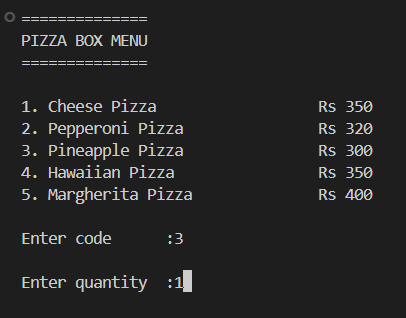 ==============
PIZZA BOX MENU
==============
1. Cheese Pizza Rs 350
2. Pepperoni Pizza Rs 320
3. Pineapple Pizza Rs 300
4. Hawaiian Pizza Rs 350
5. Margherita Pizza Rs 400
Enter code :3
Enter quantity :1